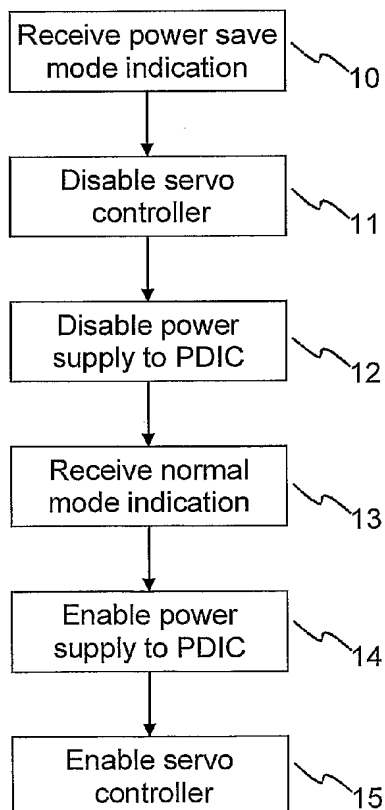 Receive power save
mode indication
10
Disable servo
controller
11
Disable power
supply to PDIC
12
Receive normal
mode indication
13
Enable power
supply to PDIC
14
Enable servo
controller
15